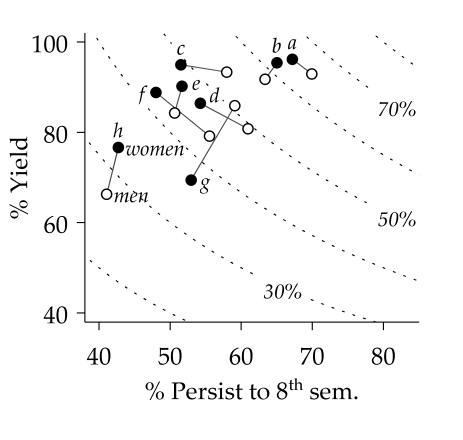 100
80
60
40
% Yield
c
b
a
f
e
d
h
women
men
g
70%
50%
30%
40
50
60
70
80
% Persist to 8th sem.